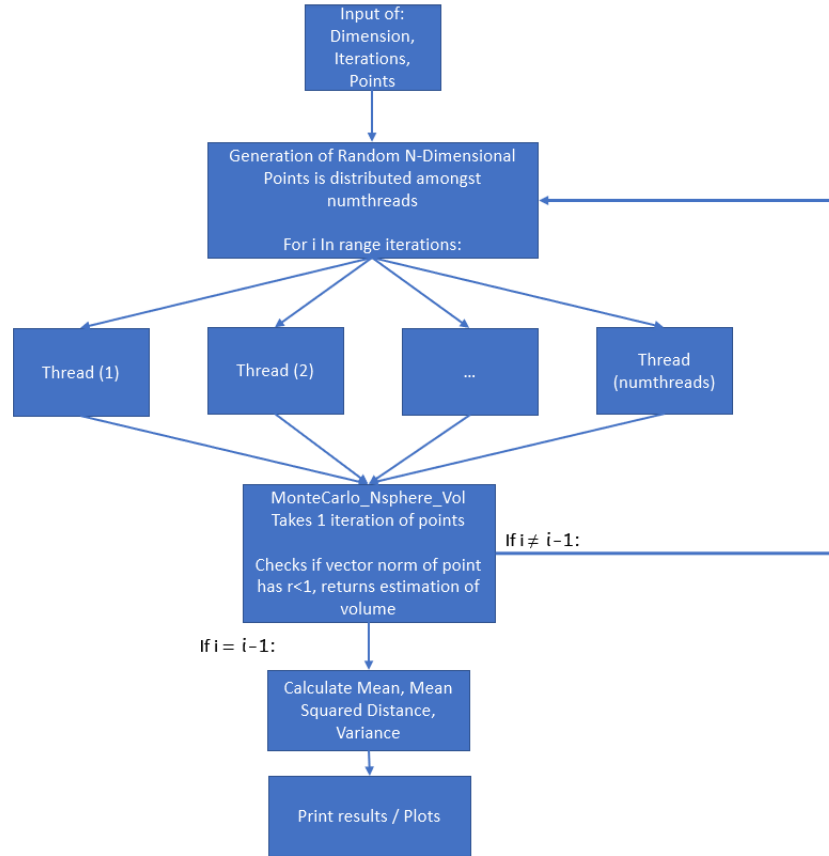 Input of:
Dimension,
Iterations,
Points
Generation of Random N-Dimensional
Points is distributed amongst
numthreads
For i In range iterations:
Thread (1)
Thread (2)
...
Thread
(numthreads)
MonteCarlo_Nsphere_Vol
Takes 1 iteration of points
Checks if vector norm of point
has r<1, returns estimation of
volume
If i ≠ i-1:
If i = i-1:
Calculate Mean, Mean
Squared Distance,
Variance
Print results / Plots